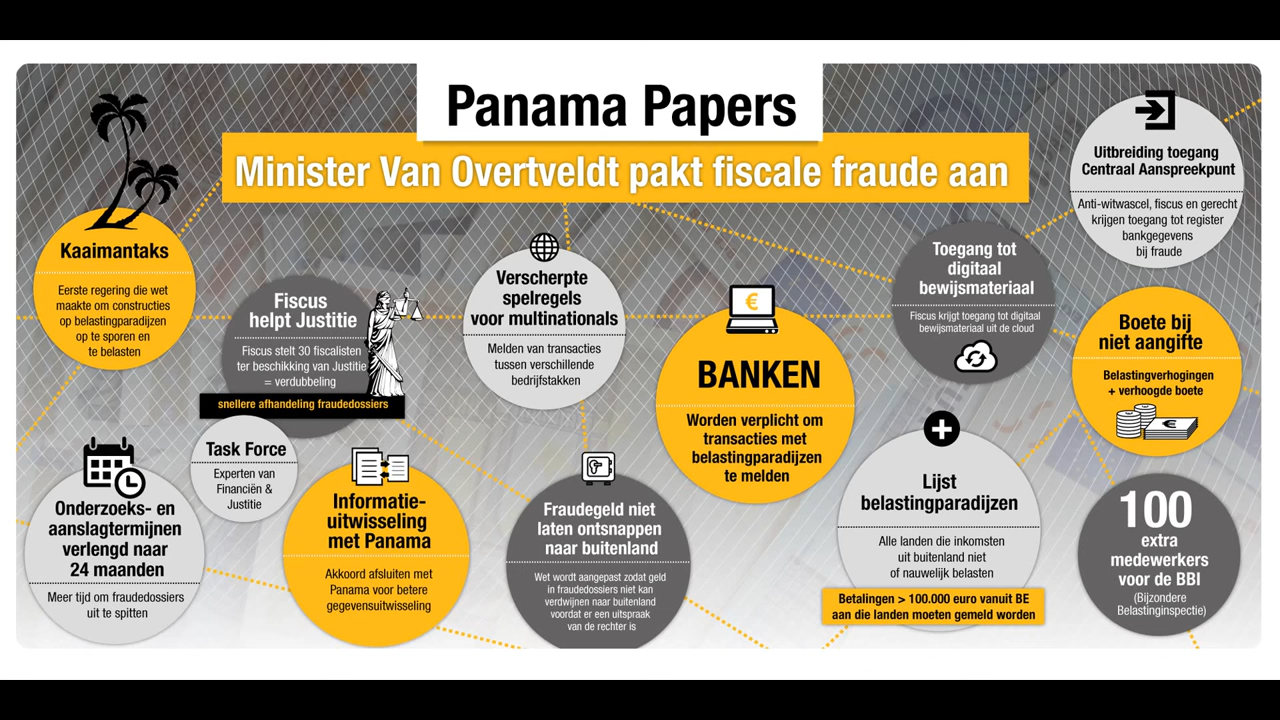 Panama Papers
Minister Van Overtveldt pakt fiscale fraude aan
Kaaimantaks
Eerste regering die wet
maakte om constructies
op belastingparadijzen
op te sporen en
te belasten
Fiscus
helpt Justitie
Fiscus stelt 30 fiscalisten
ter beschikking van Justitie
= verdubbeling
snellere afhandeling fraudedossiers
Task Force
Experten van
Financiën &
Justitie
Onderzoeks- en
aanslagtermijnen
verlengd naar
24 maanden
Meer tijd om fraudedossiers
uit te spitten
Informatie-
uitwisseling
met Panama
Akkoord afsluiten met
Panama voor betere
gegevensuitwisseling
Verscherpte
spelregels
voor multinationals
Melden van transacties
tussen verschillende
bedrijfstakken
Fraudegeld niet
laten ontsnappen
naar buitenland
Wet wordt aangepast zodat geld
in fraudedossiers niet kan
verdwijnen naar buitenland
voordat er een uitspraak
van de rechter is
€
BANKEN
Worden verplicht om
transacties met
belastingparadijzen
te melden
Toegang tot
digitaal
bewijsmateriaal
Fiscus krijgt toegang tot digitaal
bewijsmateriaal uit de cloud
Lijst
belastingparadijzen
Alle landen die inkomsten
uit buitenland niet
of nauwelijk belasten
Betalingen > 100.000 euro vanuit BE
aan die landen moeten gemeld worden
Uitbreiding toegang
Centraal Aanspreekpunt
Anti-witwascel, fiscus en gerecht
krijgen toegang tot register
bankgegevens
bij fraude
Boete bij
niet aangifte
Belastingverhogingen
+ verhoogde boete
€
100
extra
medewerkers
voor de BBI
(Bijzondere
Belastinginspectie)